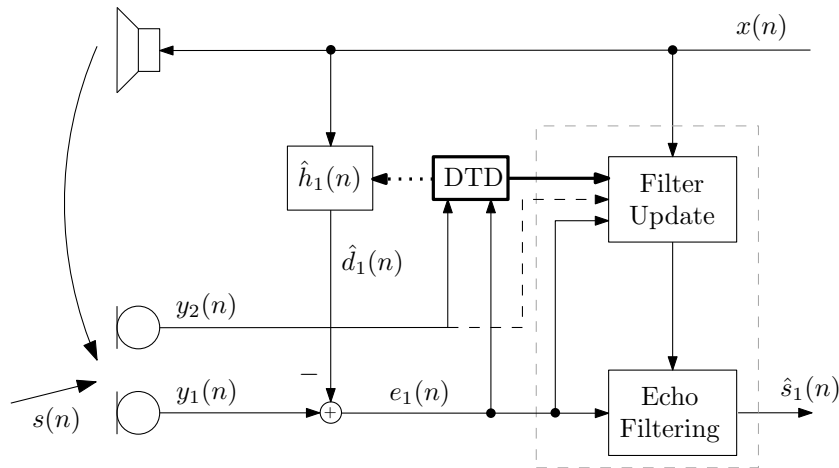 x(n)
ĥ₁(n)
DTD
Filter
Update
d̂₁(n)
y₂(n)
−
y₁(n)
+
e₁(n)
Echo
Filtering
ŝ₁(n)
s(n)